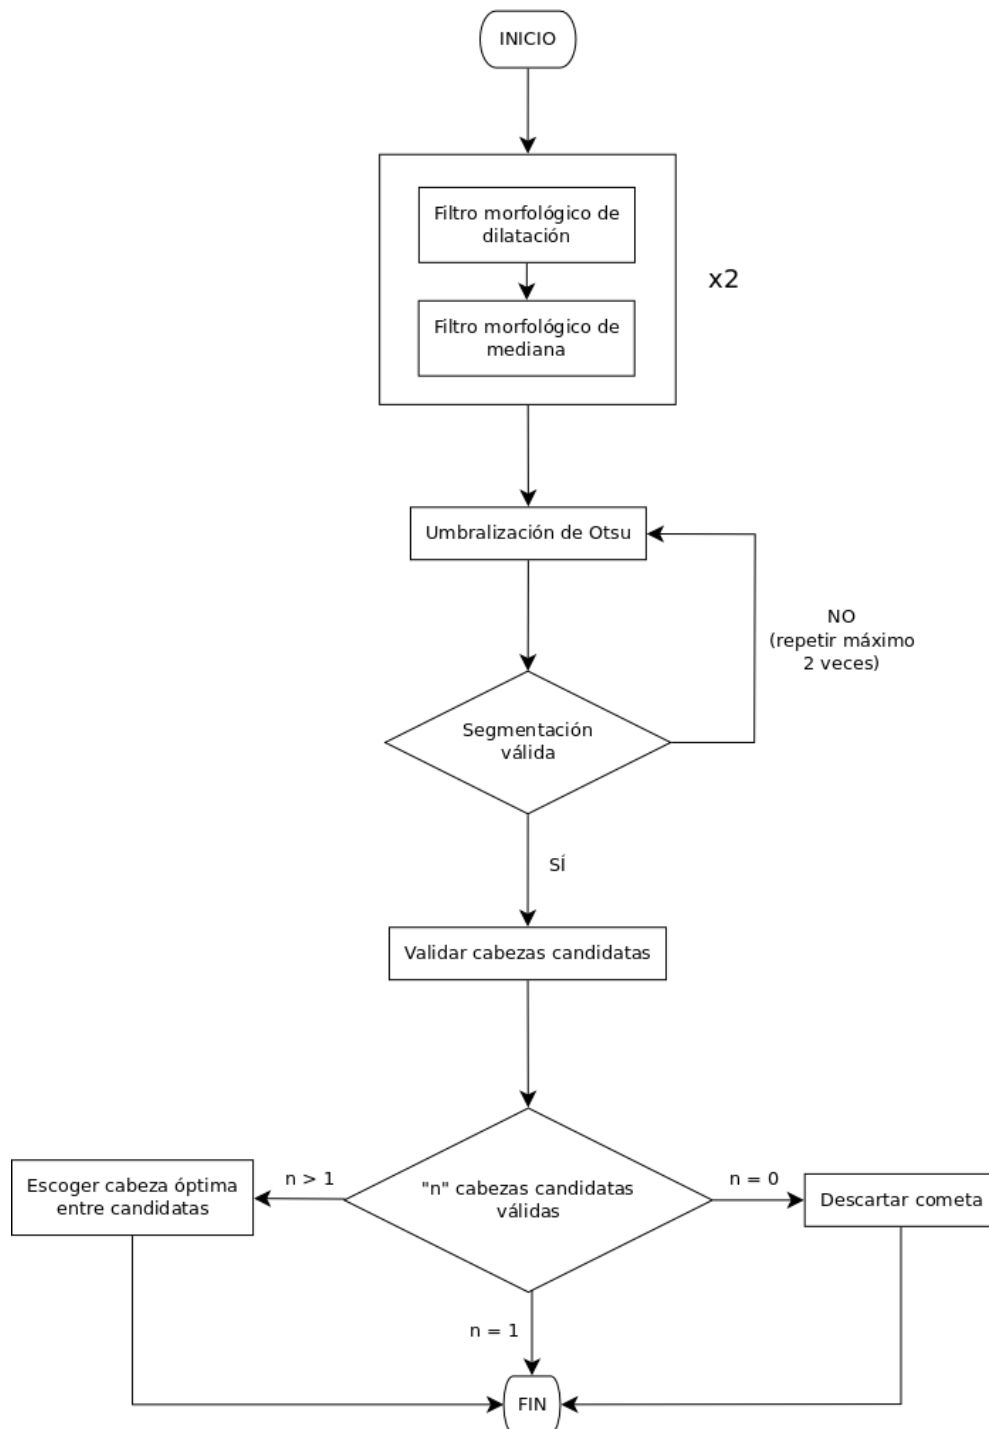 INICIO
Filtro morfológico de
dilatación
x2
Filtro morfológico de
mediana
Umbralización de Otsu
NO
(repetir máximo
2 veces)
Segmentación
válida
SÍ
Validar cabezas candidatas
n > 1
n = 0
Escoger cabeza óptima
entre candidatas
"n" cabezas candidatas
válidas
Descartar cometa
n = 1
FIN